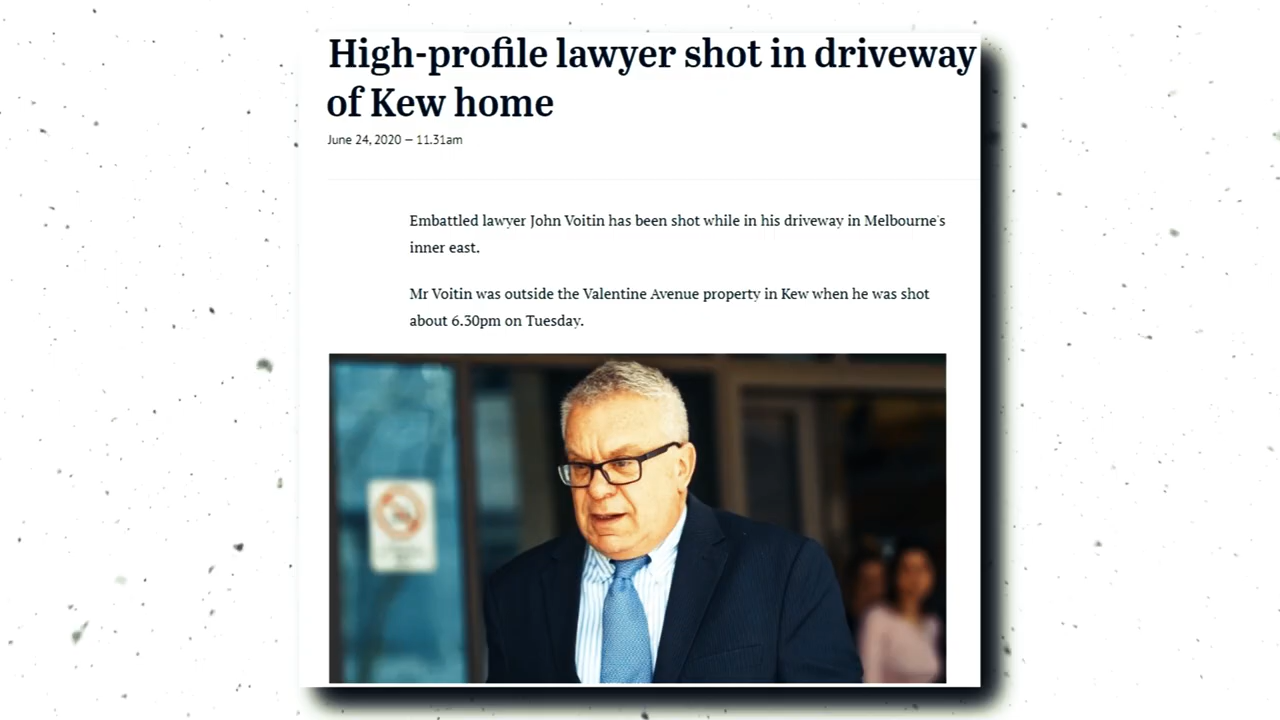 High-profile lawyer shot in driveway
of Kew home
June 24, 2020 — 11.31am
Embattled lawyer John Voitin has been shot while in his driveway in Melbourne's
inner east.
Mr Voitin was outside the Valentine Avenue property in Kew when he was shot
about 6.30pm on Tuesday.